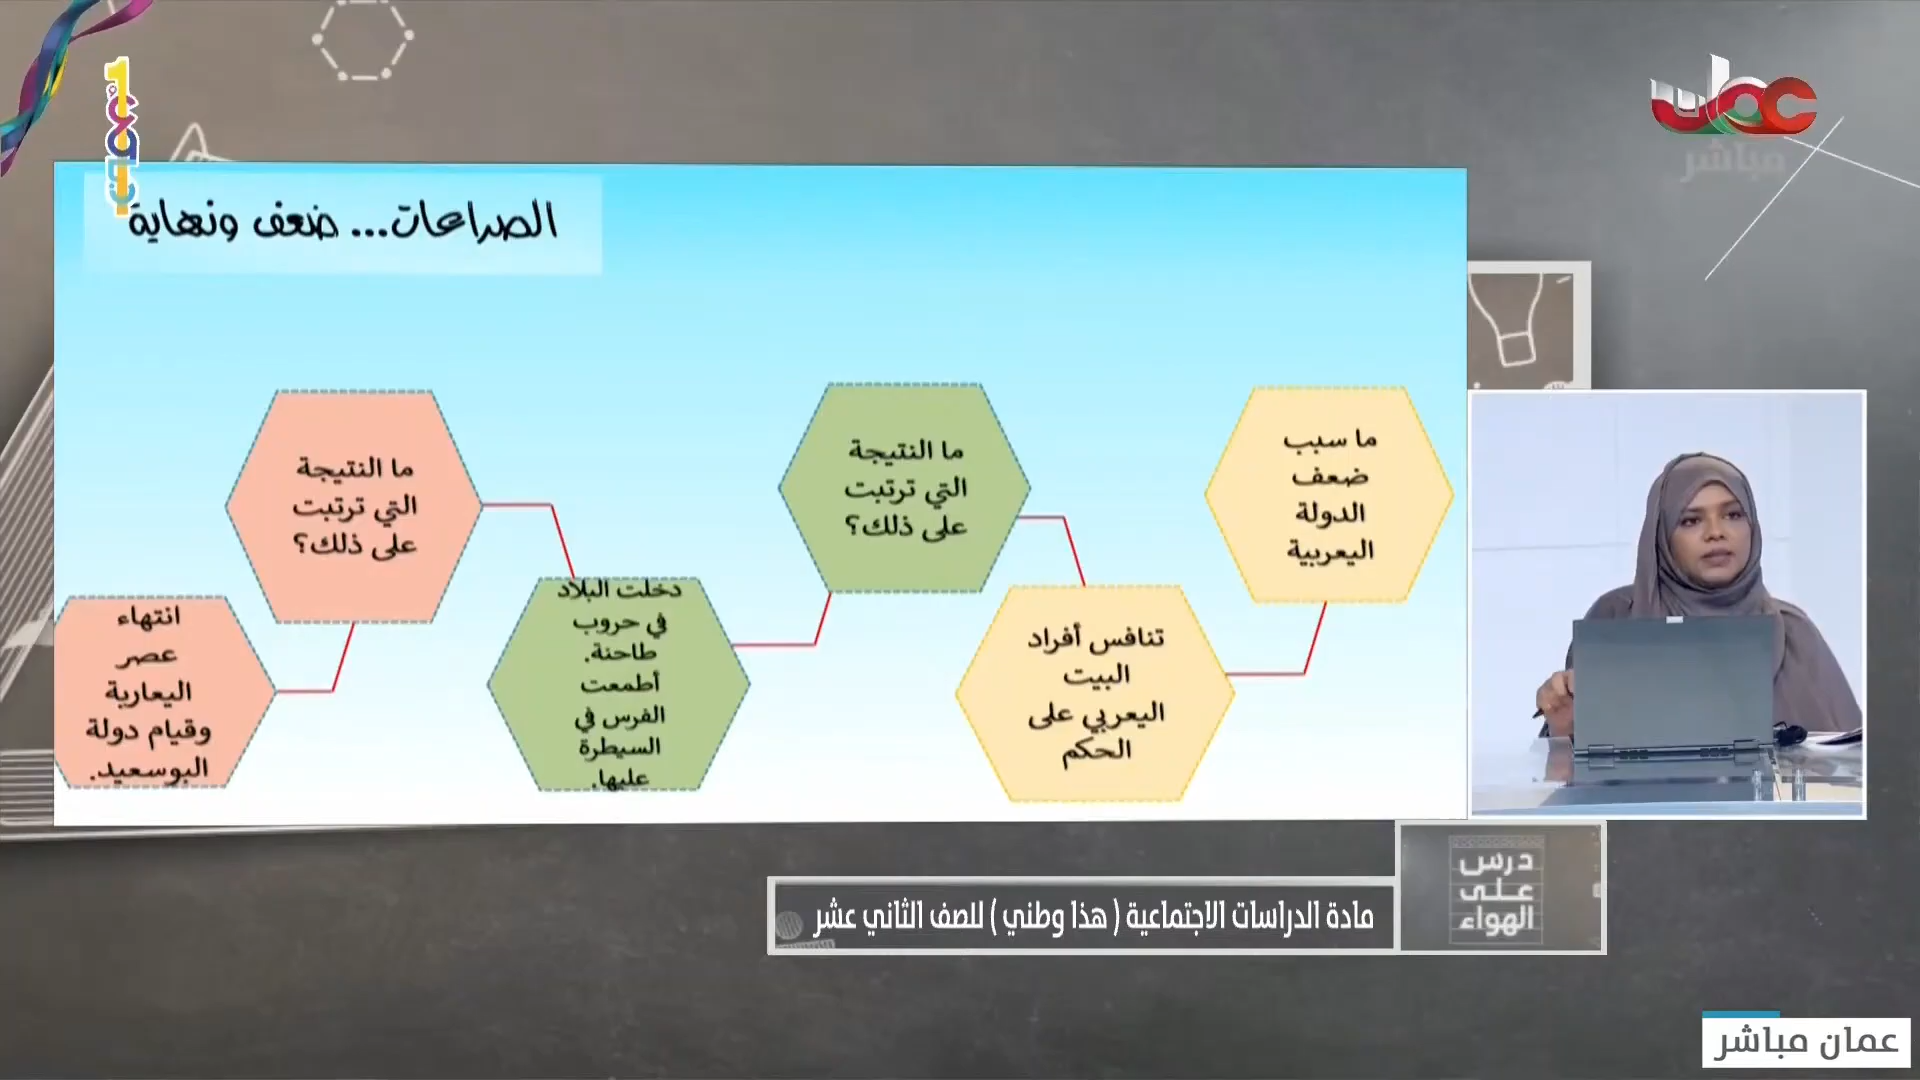 عمان
مباشر
الصراعات... ضعف ونهاية
ما سبب
ضعف
الدولة
اليعربية
تنافس أفراد
البيت
اليعربي على
الحكم
ما النتيجة
التي ترتبت
على ذلك؟
دخلت البلاد
في حروب
طاحنة.
أطمعت
الفرس في
السيطرة
عليها.
ما النتيجة
التي ترتبت
على ذلك؟
انتهاء
عصر
اليعاربة
وقيام دولة
البوسعيد.
درس
على
الهواء
مادة الدراسات الاجتماعية ( هذا وطني ) للصف الثاني عشر
عمان مباشر